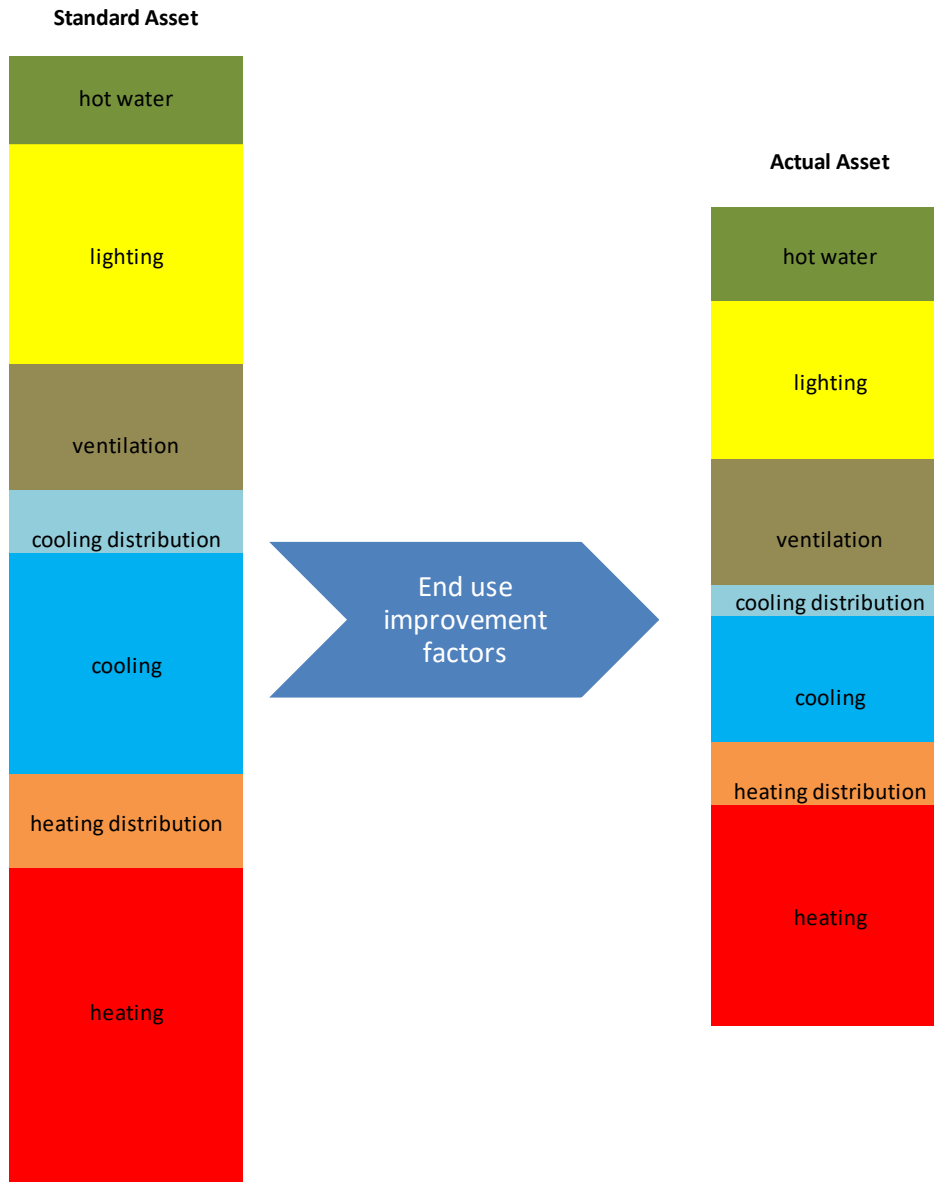 Standard Asset
hot water
lighting
ventilation
cooling distribution
cooling
heating distribution
heating
End use
improvement
factors
Actual Asset
hot water
lighting
ventilation
cooling distribution
cooling
heating distribution
heating